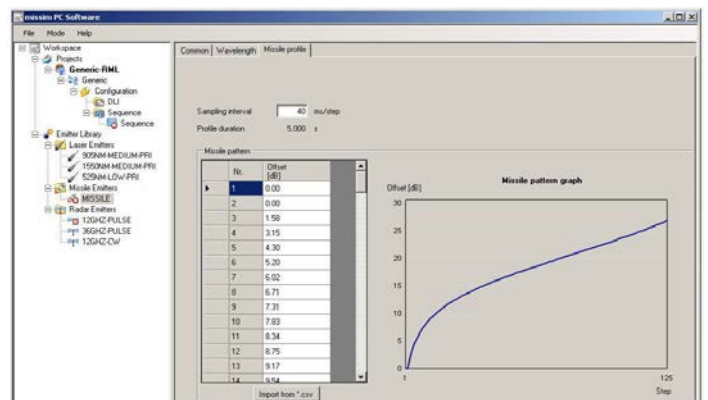 missim PC Software
File Mode Help
Workspace
Projects
Generic-RML
Generic
Configuration
DLI
Sequence
Sequence
Emitter Library
Laser Emitters
905NM-MEDIUM-PRI
1550NM-MEDIUM-PRI
525NM-LOW-PRI
Missile Emitters
MISSILE
Radar Emitters
12GHZ-PULSE
36GHZ-PULSE
12GHZ-CW
Common Wavelength Missile profile
Sampling interval 40 ms/step
Profile duration 5.000 s
Missile pattern
Nr. Offset [dB]
1 0.00
2 0.00
3 1.58
4 3.15
5 4.30
6 5.20
7 6.02
8 6.71
9 7.31
10 7.83
11 8.34
12 8.75
13 9.17
14 9.54
Import from *.csv
Missile pattern graph
Offset [dB]
30
25
20
15
10
5
0
1 125
Step